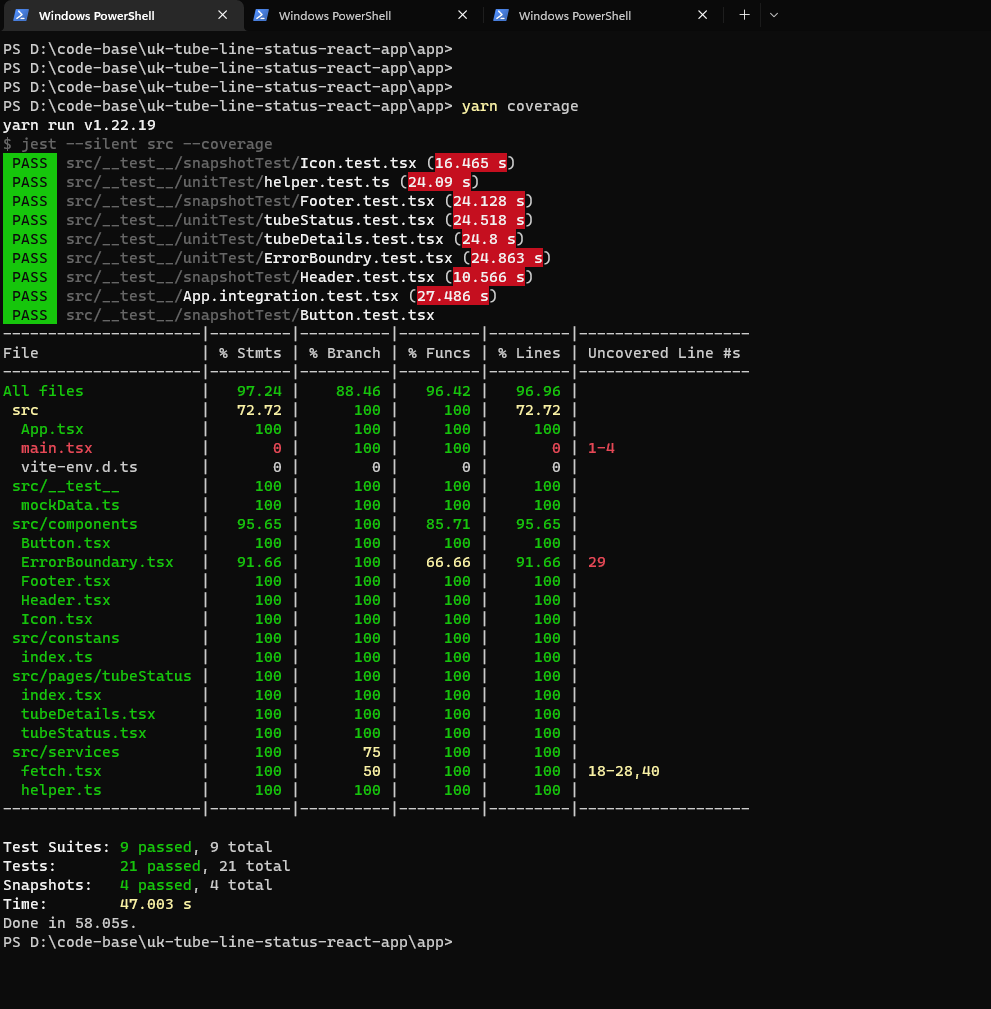 Windows PowerShell Windows PowerShell Windows PowerShell
PS D:\code-base\uk-tube-line-status-react-app\app>
PS D:\code-base\uk-tube-line-status-react-app\app>
PS D:\code-base\uk-tube-line-status-react-app\app>
PS D:\code-base\uk-tube-line-status-react-app\app> yarn coverage
yarn run v1.22.19
$ jest --silent src --coverage
PASS src/__test__/snapshotTest/Icon.test.tsx (16.465 s)
PASS src/__test__/unitTest/helper.test.ts (24.09 s)
PASS src/__test__/snapshotTest/Footer.test.tsx (24.128 s)
PASS src/__test__/unitTest/tubeStatus.test.tsx (24.518 s)
PASS src/__test__/unitTest/tubeDetails.test.tsx (24.8 s)
PASS src/__test__/unitTest/ErrorBoundry.test.tsx (24.863 s)
PASS src/__test__/snapshotTest/Header.test.tsx (10.566 s)
PASS src/__test__/App.integration.test.tsx (27.486 s)
PASS src/__test__/snapshotTest/Button.test.tsx
----------------------|---------|----------|---------|---------|-------------------
File                  | % Stmts | % Branch | % Funcs | % Lines | Uncovered Line #s
----------------------|---------|----------|---------|---------|-------------------
All files             |   97.24 |    88.46 |   96.42 |   96.96 |
 src                  |   72.72 |      100 |     100 |   72.72 |
  App.tsx             |     100 |      100 |     100 |     100 |
  main.tsx            |       0 |      100 |     100 |       0 | 1-4
  vite-env.d.ts       |       0 |        0 |       0 |       0 |
 src/__test__         |     100 |      100 |     100 |     100 |
  mockData.ts         |     100 |      100 |     100 |     100 |
 src/components       |   95.65 |      100 |   85.71 |   95.65 |
  Button.tsx          |     100 |      100 |     100 |     100 |
  ErrorBoundary.tsx   |   91.66 |      100 |   66.66 |   91.66 | 29
  Footer.tsx          |     100 |      100 |     100 |     100 |
  Header.tsx          |     100 |      100 |     100 |     100 |
  Icon.tsx            |     100 |      100 |     100 |     100 |
 src/constans         |     100 |      100 |     100 |     100 |
  index.ts            |     100 |      100 |     100 |     100 |
 src/pages/tubeStatus |     100 |      100 |     100 |     100 |
  index.tsx           |     100 |      100 |     100 |     100 |
  tubeDetails.tsx     |     100 |      100 |     100 |     100 |
  tubeStatus.tsx      |     100 |      100 |     100 |     100 |
 src/services         |     100 |       75 |     100 |     100 |
  fetch.tsx           |     100 |       50 |     100 |     100 | 18-28,40
  helper.ts           |     100 |      100 |     100 |     100 |
----------------------|---------|----------|---------|---------|-------------------
Test Suites: 9 passed, 9 total
Tests:       21 passed, 21 total
Snapshots:   4 passed, 4 total
Time:        47.003 s
Done in 58.05s.
PS D:\code-base\uk-tube-line-status-react-app\app>